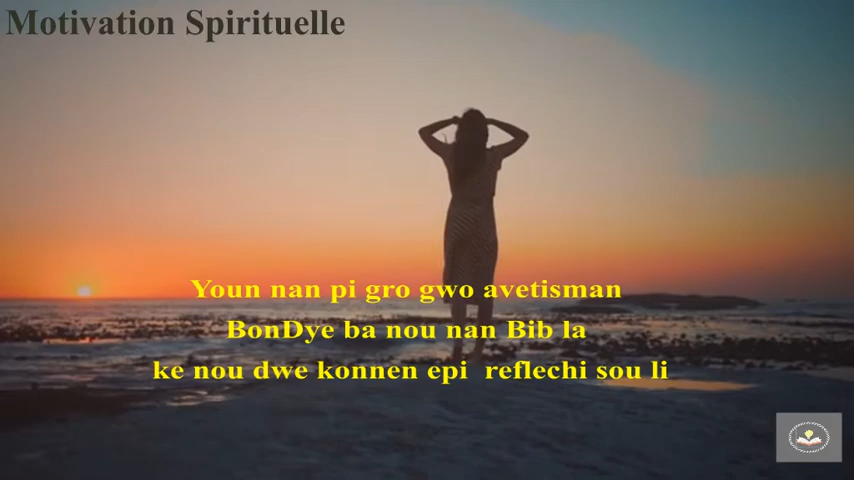 Motivation Spirituelle
Youn nan pi gro gwo avetisman
BonDye ba nou nan Bib la
ke nou dwe konnen epi reflechi sou li